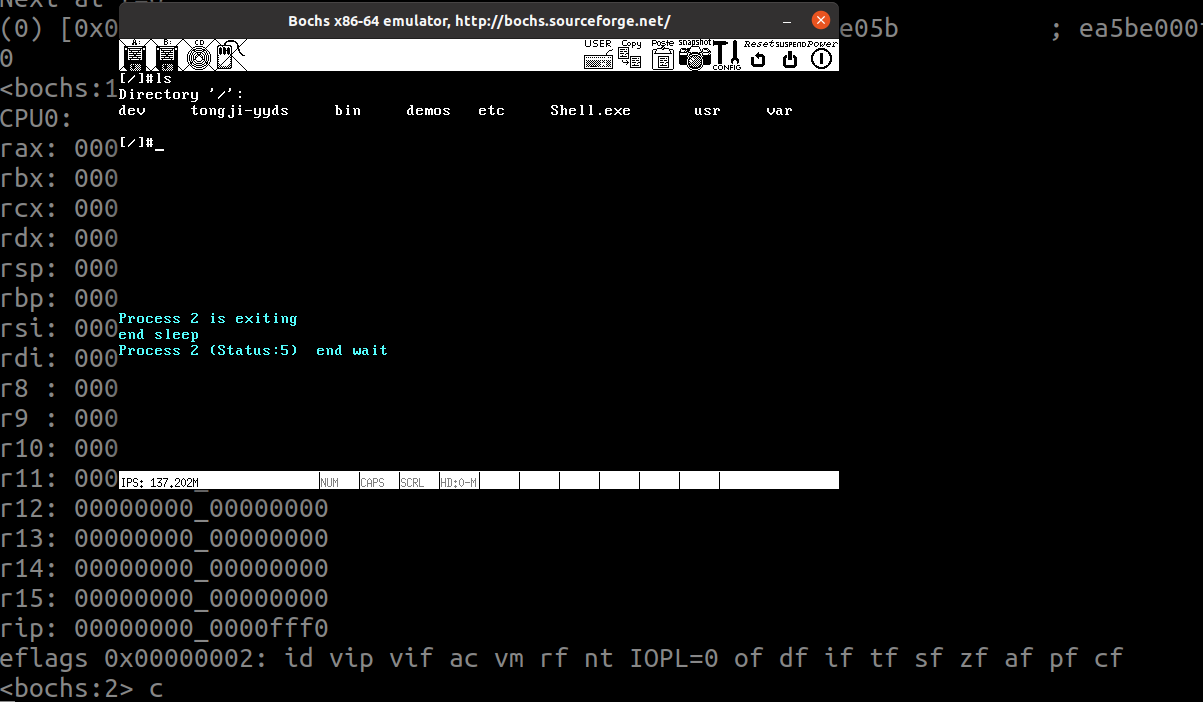 Bochs x86-64 emulator, http://bochs.sourceforge.net/
(0) [0x0
e05b ; ea5be000f
0
<bochs:1
CPU0:
rax: 000
rbx: 000
rcx: 000
rdx: 000
rsp: 000
rbp: 000
rsi: 000
rdi: 000
r8 : 000
r9 : 000
r10: 000
r11: 000
A: B: CD USER Copy Paste snapshot CONFIG Reset SUSPEND Power
[/]#ls
Directory '/':
dev tongji-yyds bin demos etc Shell.exe usr var
[/]#_
Process 2 is exiting
end sleep
Process 2 (Status:5) end wait
IPS: 137.202M NUM CAPS SCRL HD:0-M
r12: 00000000_00000000
r13: 00000000_00000000
r14: 00000000_00000000
r15: 00000000_00000000
rip: 00000000_0000fff0
eflags 0x00000002: id vip vif ac vm rf nt IOPL=0 of df if tf sf zf af pf cf
<bochs:2> c